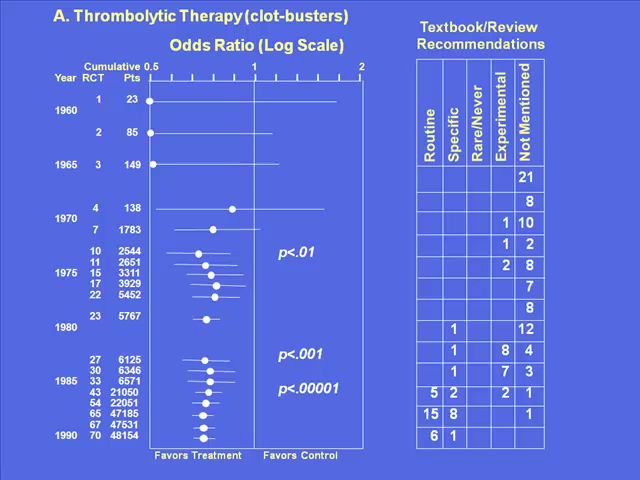 A. Thrombolytic Therapy (clot-busters)
Odds Ratio (Log Scale)
Textbook/Review
Recommendations
Cumulative 0.5 1 2
Year RCT Pts
Routine Specific Rare/Never Experimental Not Mentioned
1 23
1960
2 85
1965 3 149
21
8
4 138
1970
1 10
7 1783
1 2
10 2544 p<.01
11 2651
2 8
1975 15 3311
17 3929
7
22 5452
8
23 5767
1980
1 12
1 8 4
27 6125 p<.001
30 6346
1 7 3
1985 33 6571
43 21050 p<.00001
5 2 2 1
54 22051
65 47185
15 8 1
67 47531
1990 70 48154
6 1
Favors Treatment Favors Control